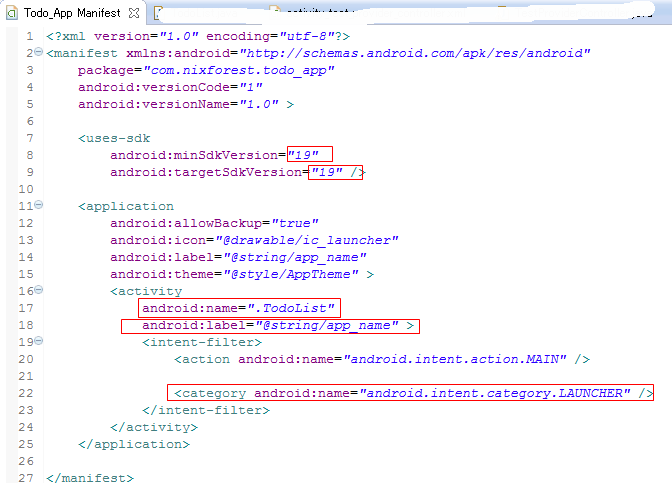 Todo_App Manifest
1 <?xml version="1.0" encoding="utf-8"?>
2 <manifest xmlns:android="http://schemas.android.com/apk/res/android"
3 package="com.nixforest.todo_app"
4 android:versionCode="1"
5 android:versionName="1.0" >
6
7 <uses-sdk
8 android:minSdkVersion="19"
9 android:targetSdkVersion="19" />
10
11 <application
12 android:allowBackup="true"
13 android:icon="@drawable/ic_launcher"
14 android:label="@string/app_name"
15 android:theme="@style/AppTheme" >
16 <activity
17 android:name=".TodoList"
18 android:label="@string/app_name" >
19 <intent-filter>
20 <action android:name="android.intent.action.MAIN" />
21
22 <category android:name="android.intent.category.LAUNCHER" />
23 </intent-filter>
24 </activity>
25 </application>
26
27 </manifest>